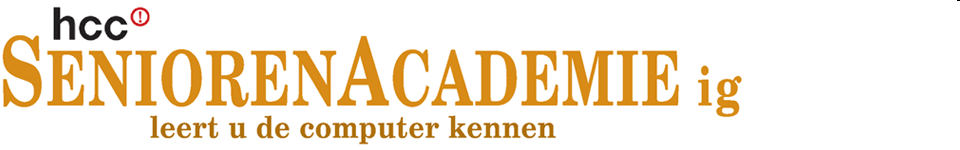 hcc!
SENIORENACADEMIE ig
leert u de computer kennen